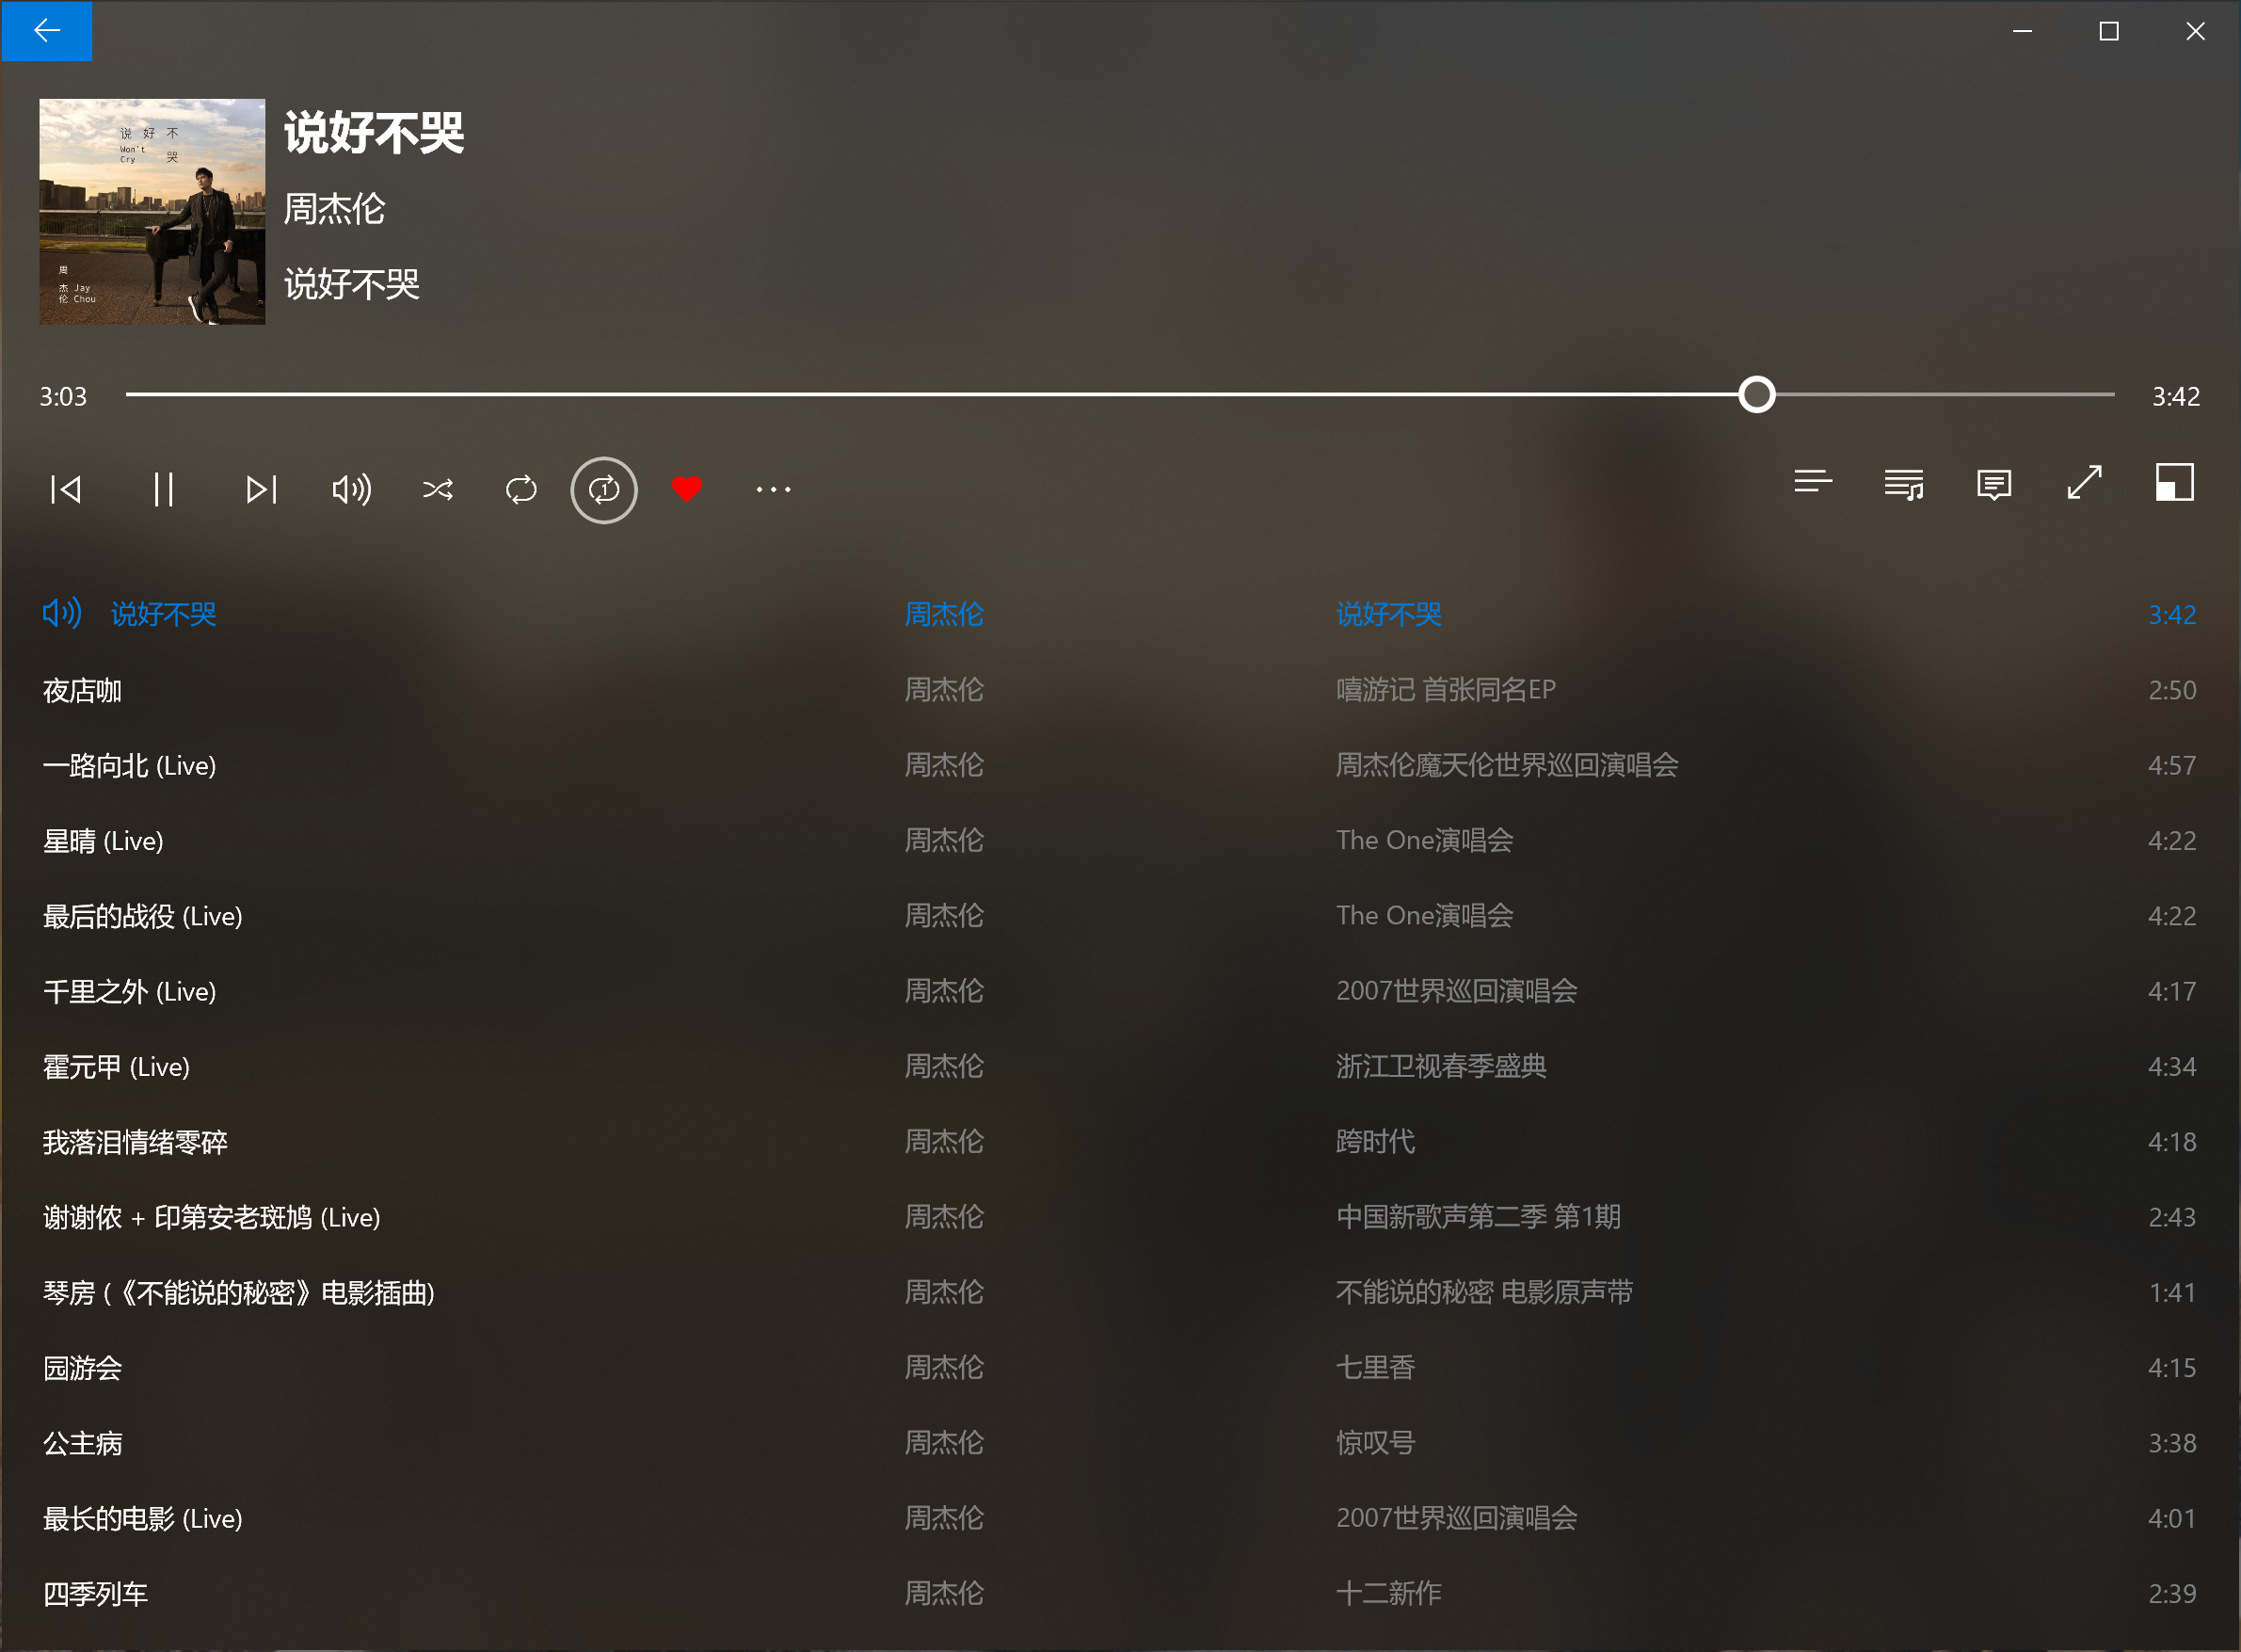 说 好 不
Won't 哭
Cry
周
杰 Jay
伦 Chou
说好不哭
周杰伦
说好不哭
3:03 3:42
1
说好不哭 周杰伦 说好不哭 3:42
夜店咖 周杰伦 嘻游记 首张同名EP 2:50
一路向北 (Live) 周杰伦 周杰伦魔天伦世界巡回演唱会 4:57
星晴 (Live) 周杰伦 The One演唱会 4:22
最后的战役 (Live) 周杰伦 The One演唱会 4:22
千里之外 (Live) 周杰伦 2007世界巡回演唱会 4:17
霍元甲 (Live) 周杰伦 浙江卫视春季盛典 4:34
我落泪情绪零碎 周杰伦 跨时代 4:18
谢谢侬 + 印第安老斑鸠 (Live) 周杰伦 中国新歌声第二季 第1期 2:43
琴房 (《不能说的秘密》电影插曲) 周杰伦 不能说的秘密 电影原声带 1:41
园游会 周杰伦 七里香 4:15
公主病 周杰伦 惊叹号 3:38
最长的电影 (Live) 周杰伦 2007世界巡回演唱会 4:01
四季列车 周杰伦 十二新作 2:39